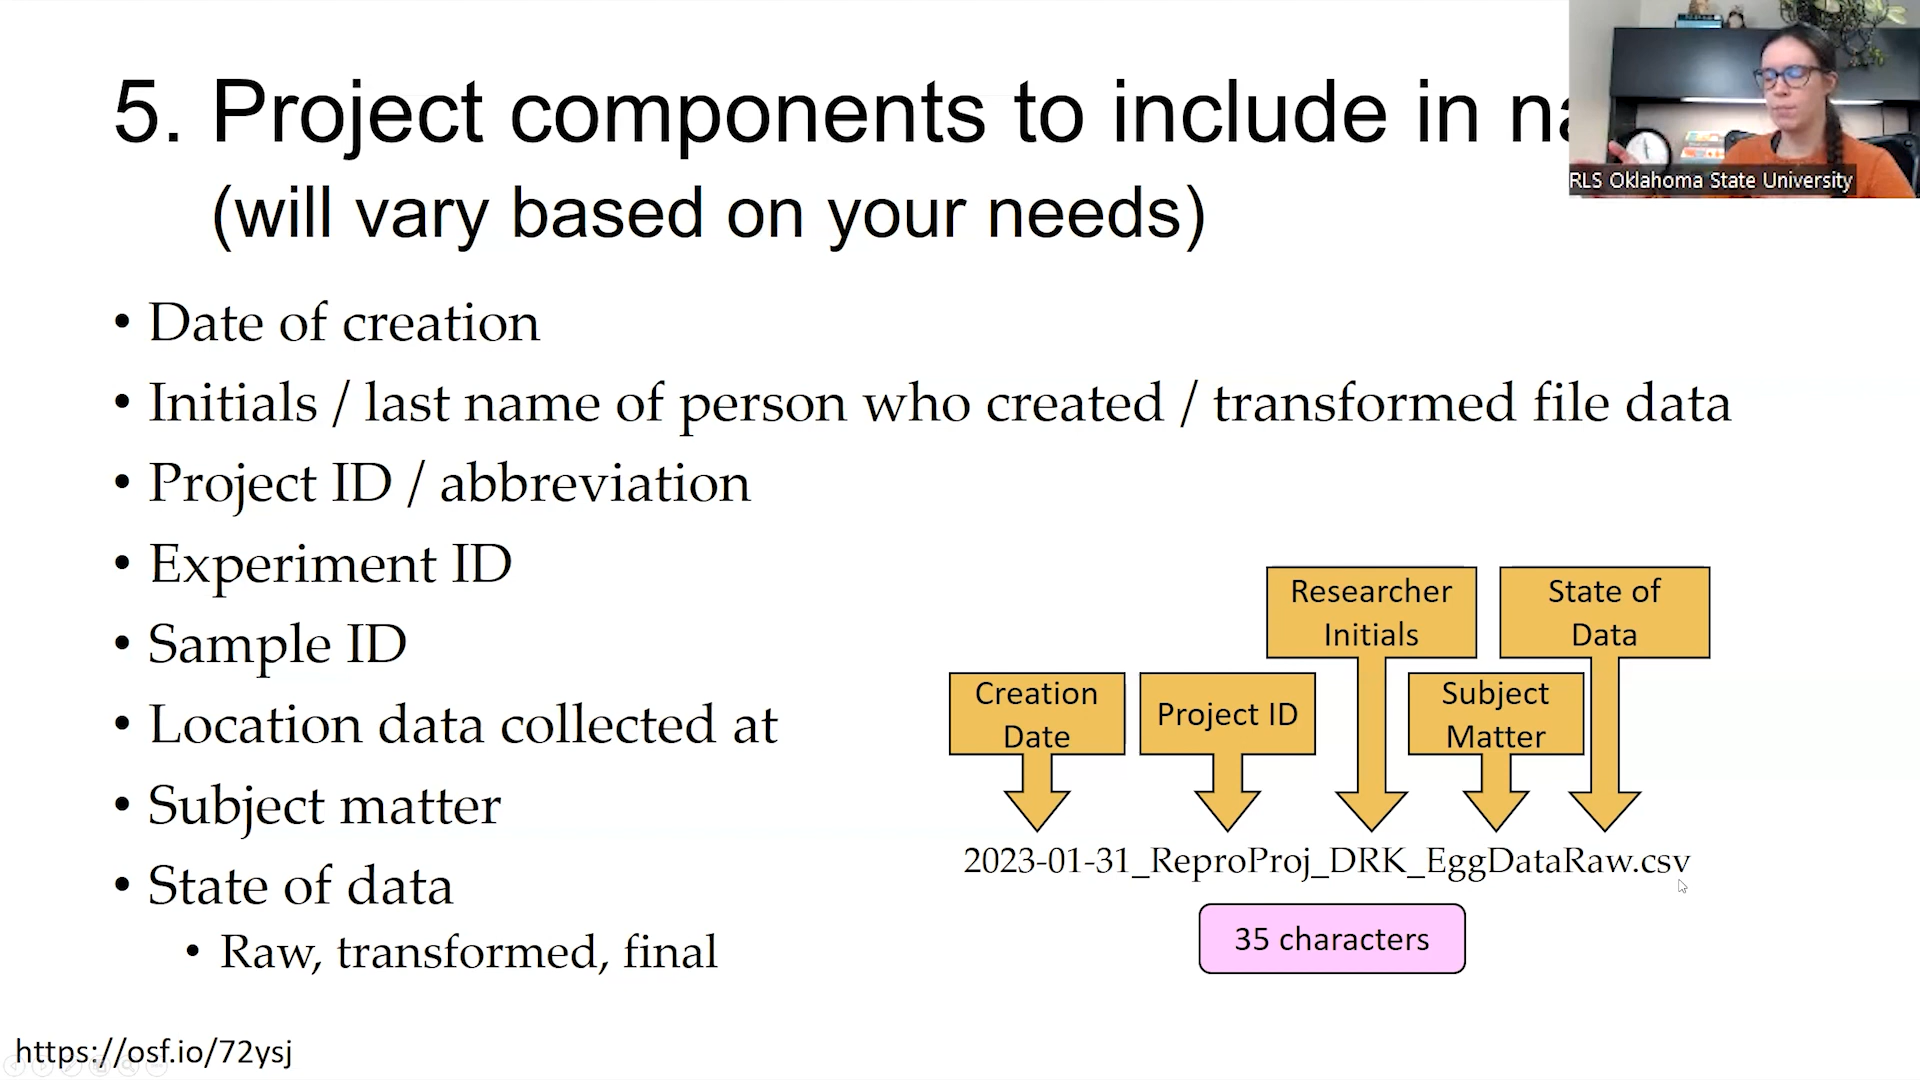 5. Project components to include in na
(will vary based on your needs)
RLS Oklahoma State University
• Date of creation
• Initials / last name of person who created / transformed file data
• Project ID / abbreviation
• Experiment ID
• Sample ID
• Location data collected at
• Subject matter
• State of data
• Raw, transformed, final
Researcher
Initials
State of
Data
Creation
Date
Project ID
Subject
Matter
2023-01-31_ReproProj_DRK_EggDataRaw.csv
35 characters
https://osf.io/72ysj